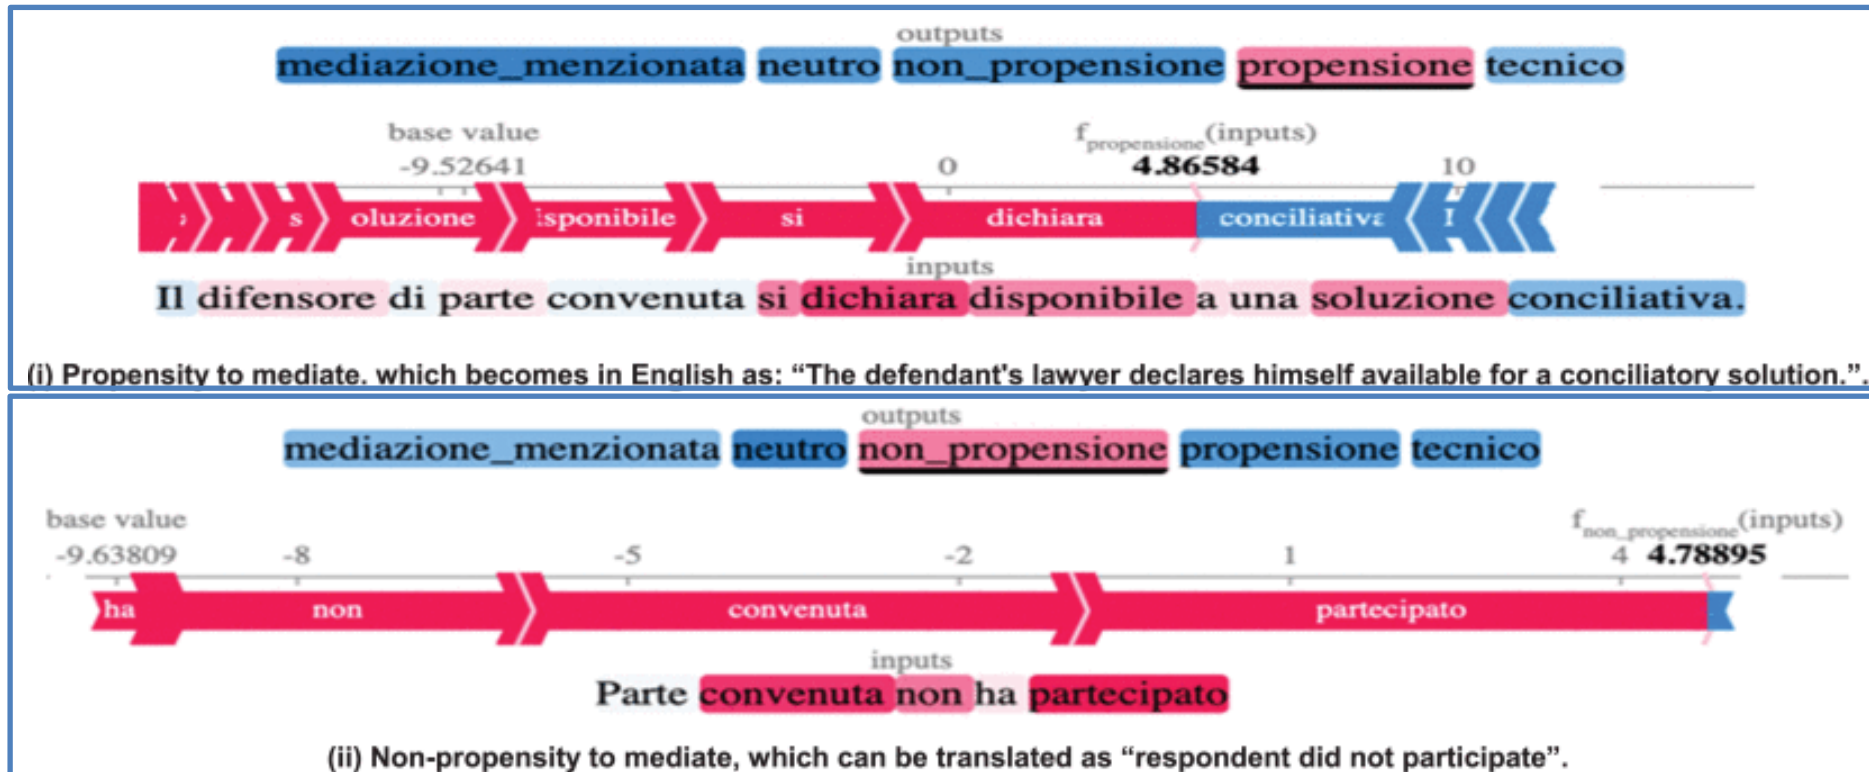 outputs
mediazione_menzionata neutro non_propensione propensione tecnico
base value f propensione (inputs)
-9.52641 0 4.86584 10
s oluzione isponibile si dichiara conciliativa I
inputs
Il difensore di parte convenuta si dichiara disponibile a una soluzione conciliativa.
(i) Propensity to mediate. which becomes in English as: “The defendant's lawyer declares himself available for a conciliatory solution.”.
outputs
mediazione_menzionata neutro non_propensione propensione tecnico
base value f non_propensione (inputs)
-9.63809 -8 -5 -2 1 4 4.78895
ha non convenuta partecipato
inputs
Parte convenuta non ha partecipato
(ii) Non-propensity to mediate, which can be translated as “respondent did not participate”.